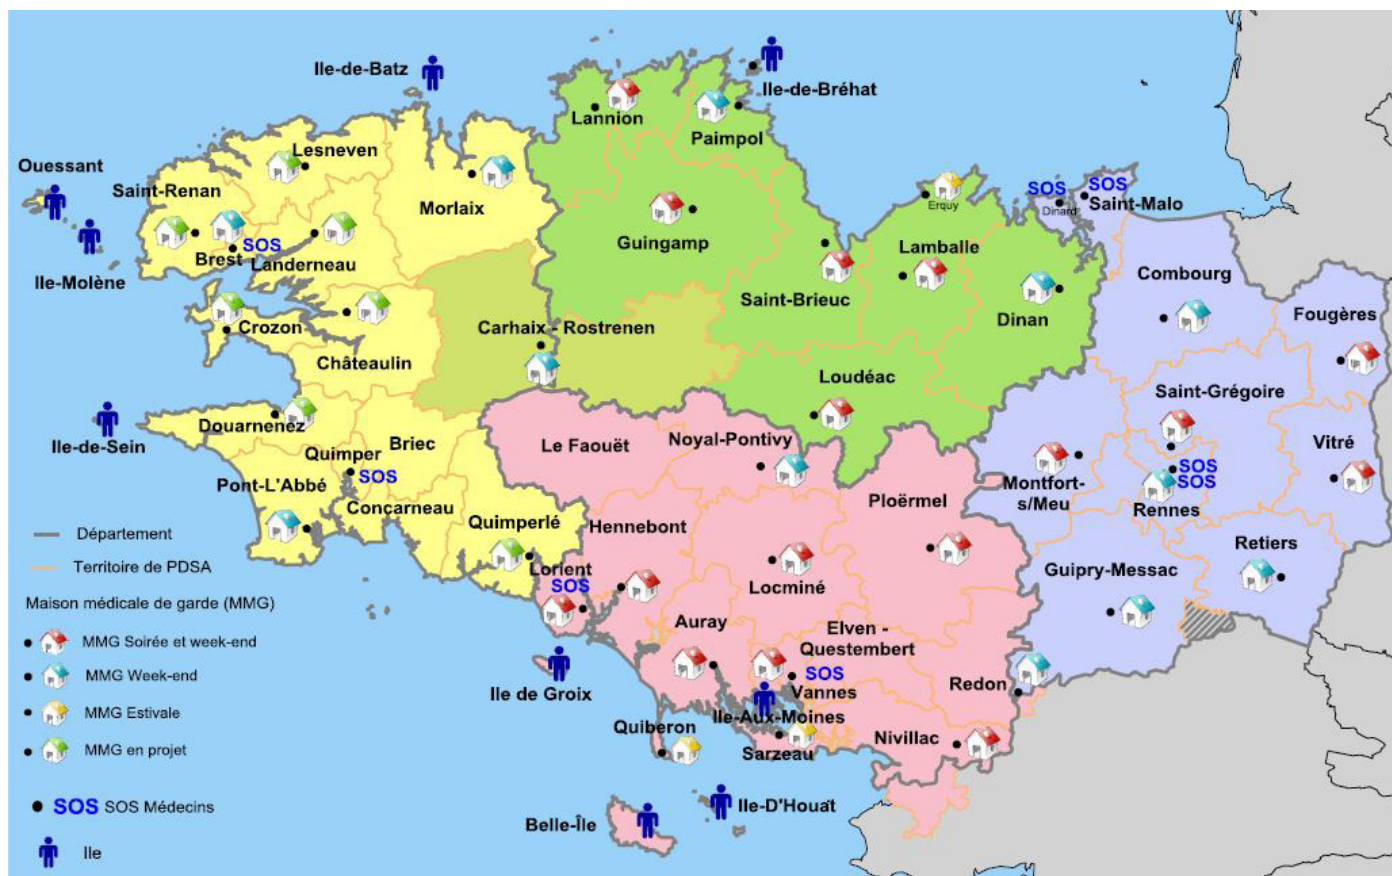 Ile-de-Batz
Ile-de-Bréhat
Lannion
Paimpol
Lesneven
Ouessant
Saint-Renan
Morlaix
SOS
SOS
Saint-Malo
Dinard
Erquy
Guingamp
Lamballe
SOS
Brest
Landerneau
Ile-Molène
Combourg
Saint-Brieuc
Dinan
Fougères
Crozon
Carhaix - Rostrenen
Châteaulin
Loudéac
Saint-Grégoire
Douarnenez
Ile-de-Sein
Briec
Le Faouët
Noyal-Pontivy
Vitré
Quimper
SOS
SOS
SOS
Pont-L'Abbé
Montfort-
s/Meu
Rennes
Ploërmel
Concarneau
Quimperlé
Hennebont
Retiers
Guipry-Messac
Lorient
SOS
Locminé
Auray
Elven -
Questembert
SOS
Vannes
Redon
Ile de Groix
Ile-Aux-Moines
Quiberon
Sarzeau
Nivillac
Ile-D'Houat
Belle-Île
Département
Territoire de PDSA
Maison médicale de garde (MMG)
MMG Soirée et week-end
MMG Week-end
MMG Estivale
MMG en projet
SOS SOS Médecins
Ile